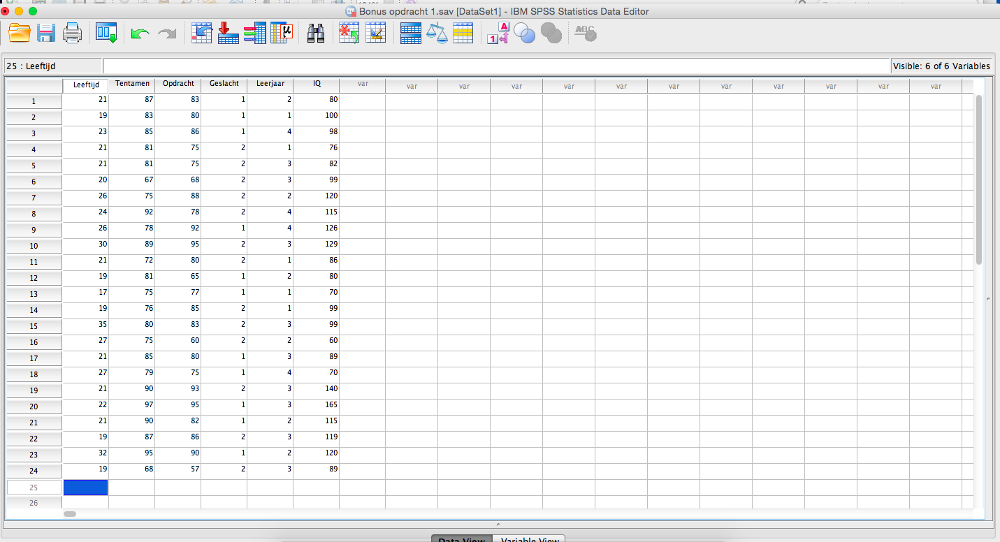 Bonus opdracht 1.sav [DataSet1] - IBM SPSS Statistics Data Editor
1 A ABC
25 : Leeftijd Visible: 6 of 6 Variables
Leeftijd Tentamen Opdracht Geslacht Leerjaar IQ var var var var var var var var var var var var
1 21 87 83 1 2 80
2 19 83 80 1 1 100
3 23 85 86 1 4 98
4 21 81 75 2 1 76
5 21 81 75 2 3 82
6 20 67 68 2 3 99
7 26 75 88 2 2 120
8 24 92 78 2 4 115
9 26 78 92 1 4 126
10 30 89 95 2 3 129
11 21 72 80 2 1 86
12 19 81 65 1 2 80
13 17 75 77 1 1 70
14 19 76 85 2 1 99
15 35 80 83 2 3 99
16 27 75 60 2 2 60
17 21 85 80 1 3 89
18 27 79 75 1 4 70
19 21 90 93 2 3 140
20 22 97 95 1 3 165
21 21 90 82 1 2 115
22 19 87 86 2 3 119
23 32 95 90 1 2 120
24 19 68 57 2 3 89
25
26
Data View Variable View